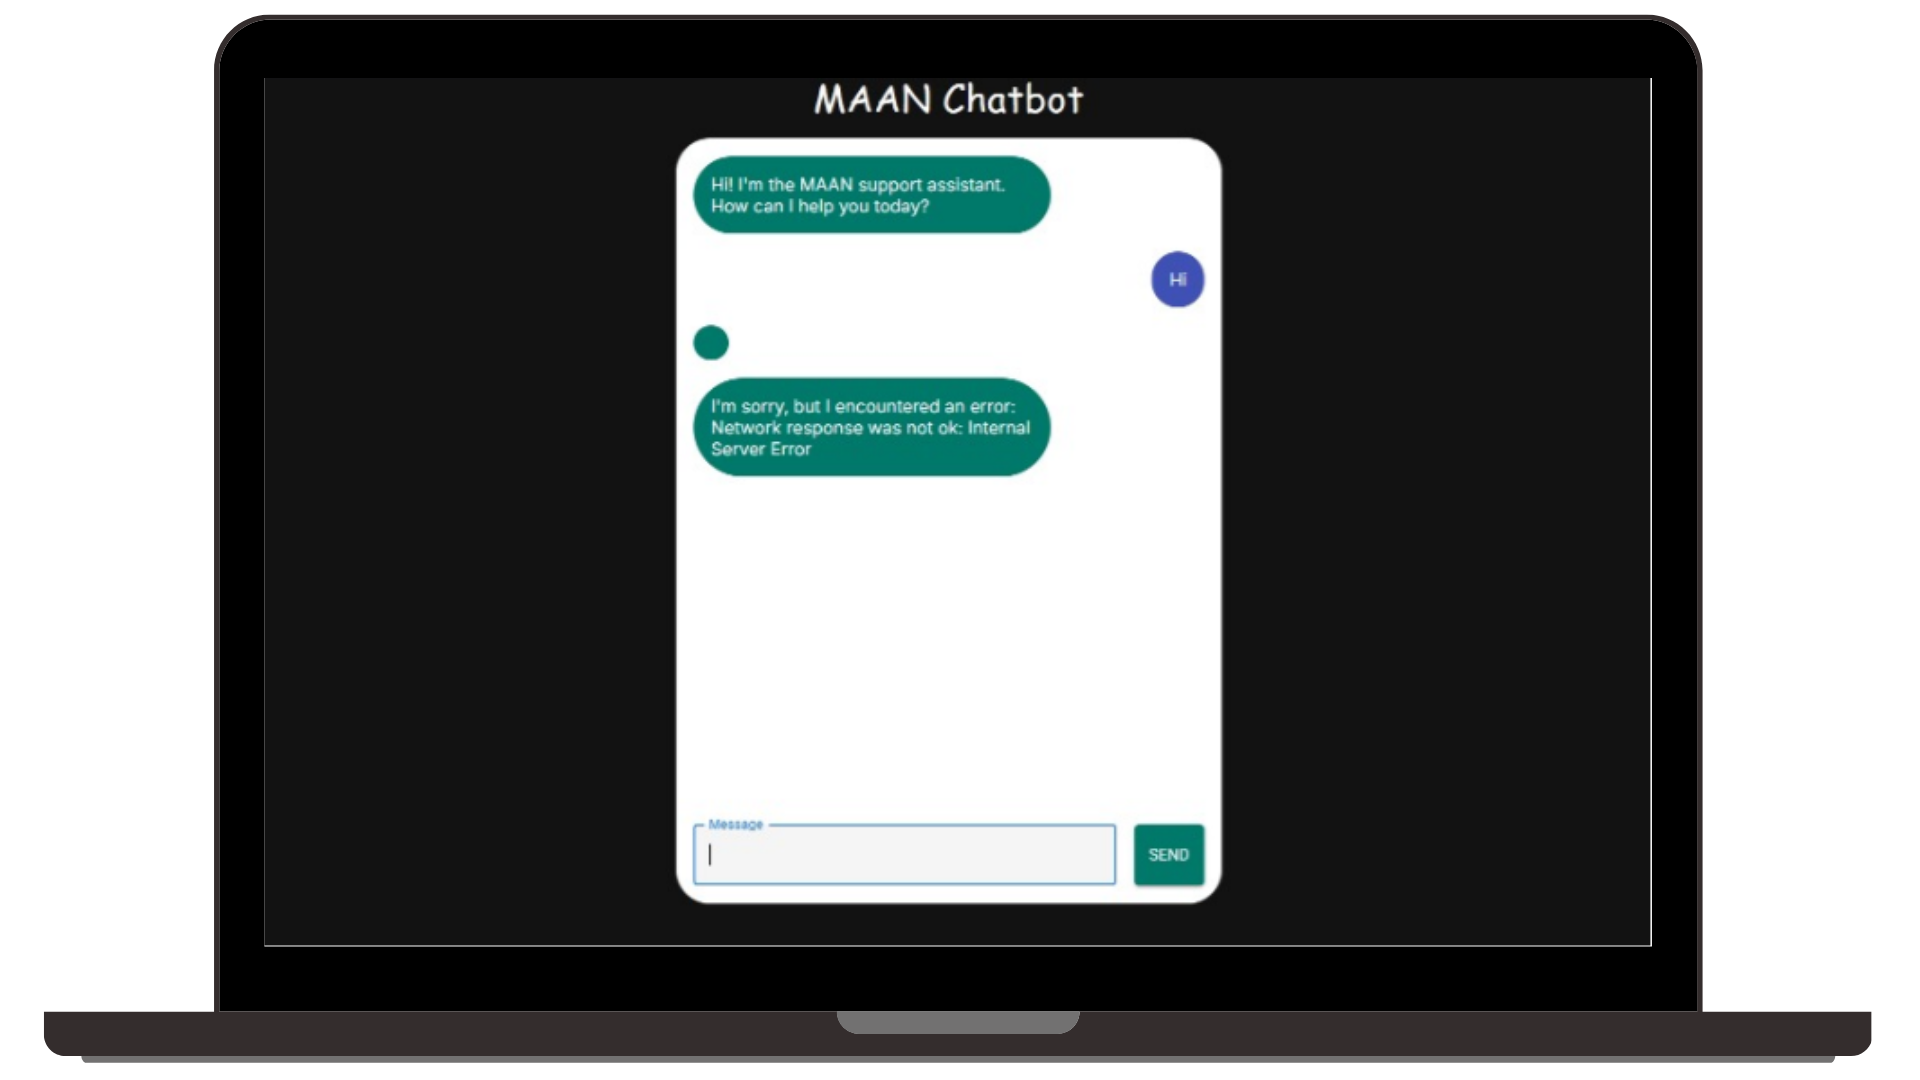 MAAN Chatbot
Hi! I'm the MAAN support assistant.
How can I help you today?
Hi
I'm sorry, but I encountered an error:
Network response was not ok: Internal
Server Error
Message
SEND